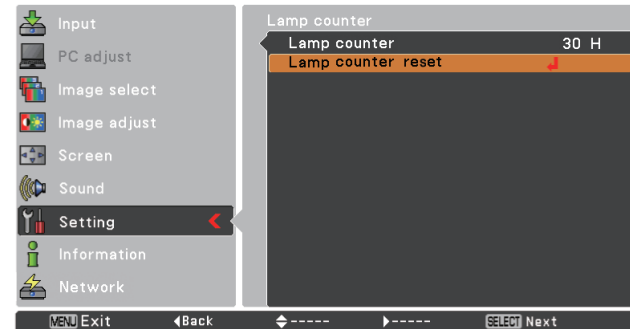 Input
PC adjust
Image select
Image adjust
Screen
Sound
Setting
Information
Network
Lamp counter
Lamp counter 30 H
Lamp counter reset
MENU Exit Back ----- ----- SELECT Next